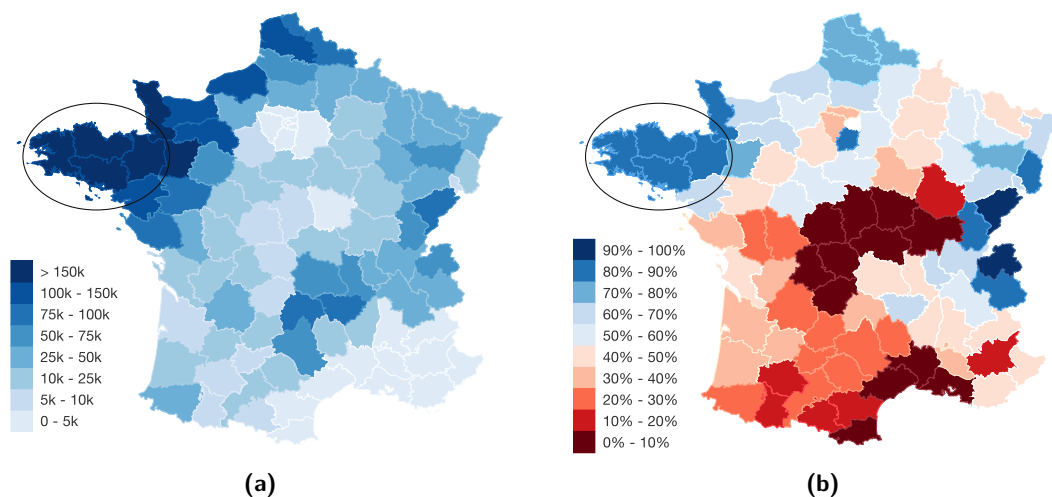 > 150k
100k - 150k
75k - 100k
50k - 75k
25k - 50k
10k - 25k
5k - 10k
0 - 5k
(a)
90% - 100%
80% - 90%
70% - 80%
60% - 70%
50% - 60%
40% - 50%
30% - 40%
20% - 30%
10% - 20%
0% - 10%
(b)